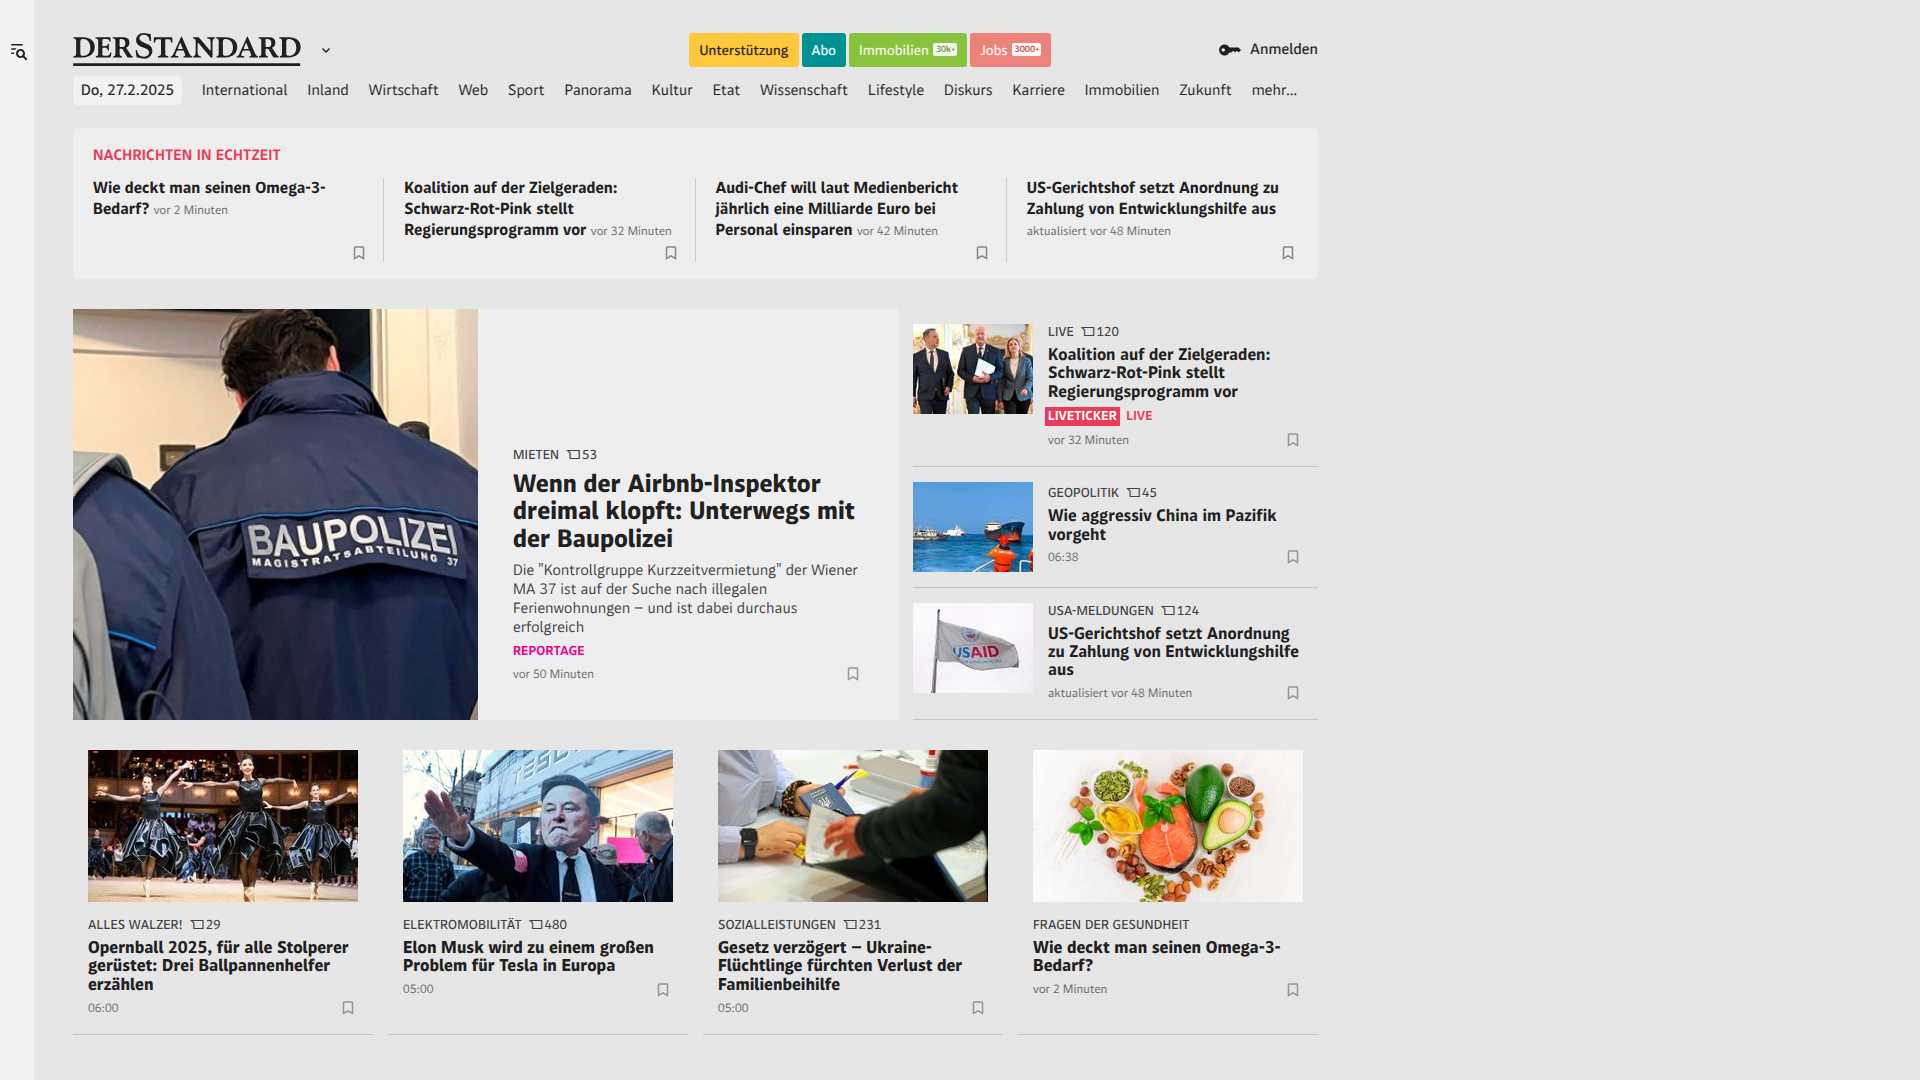 DERSTANDARD
Unterstützung
Abo
Immobilien 30k+
Jobs 3000+
Anmelden
Do, 27.2.2025
International
Inland
Wirtschaft
Web
Sport
Panorama
Kultur
Etat
Wissenschaft
Lifestyle
Diskurs
Karriere
Immobilien
Zukunft
mehr...
NACHRICHTEN IN ECHTZEIT
Wie deckt man seinen Omega-3-
Bedarf? vor 2 Minuten
Koalition auf der Zielgeraden:
Schwarz-Rot-Pink stellt
Regierungsprogramm vor vor 32 Minuten
Audi-Chef will laut Medienbericht
jährlich eine Milliarde Euro bei
Personal einsparen vor 42 Minuten
US-Gerichtshof setzt Anordnung zu
Zahlung von Entwicklungshilfe aus
aktualisiert vor 48 Minuten
BAUPOLIZEI
MAGISTRATSABTEILUNG 37
MIETEN 53
Wenn der Airbnb-Inspektor
dreimal klopft: Unterwegs mit
der Baupolizei
Die "Kontrollgruppe Kurzzeitvermietung" der Wiener
MA 37 ist auf der Suche nach illegalen
Ferienwohnungen – und ist dabei durchaus
erfolgreich
REPORTAGE
vor 50 Minuten
LIVE 120
Koalition auf der Zielgeraden:
Schwarz-Rot-Pink stellt
Regierungsprogramm vor
LIVETICKER LIVE
vor 32 Minuten
GEOPOLITIK 45
Wie aggressiv China im Pazifik
vorgeht
06:38
USAID
USA-MELDUNGEN 124
US-Gerichtshof setzt Anordnung
zu Zahlung von Entwicklungshilfe
aus
aktualisiert vor 48 Minuten
ALLES WALZER! 29
Opernball 2025, für alle Stolperer
gerüstet: Drei Ballpannenhelfer
erzählen
06:00
TESL
ELEKTROMOBILITÄT 480
Elon Musk wird zu einem großen
Problem für Tesla in Europa
05:00
SOZIALLEISTUNGEN 231
Gesetz verzögert – Ukraine-
Flüchtlinge fürchten Verlust der
Familienbeihilfe
05:00
FRAGEN DER GESUNDHEIT
Wie deckt man seinen Omega-3-
Bedarf?
vor 2 Minuten